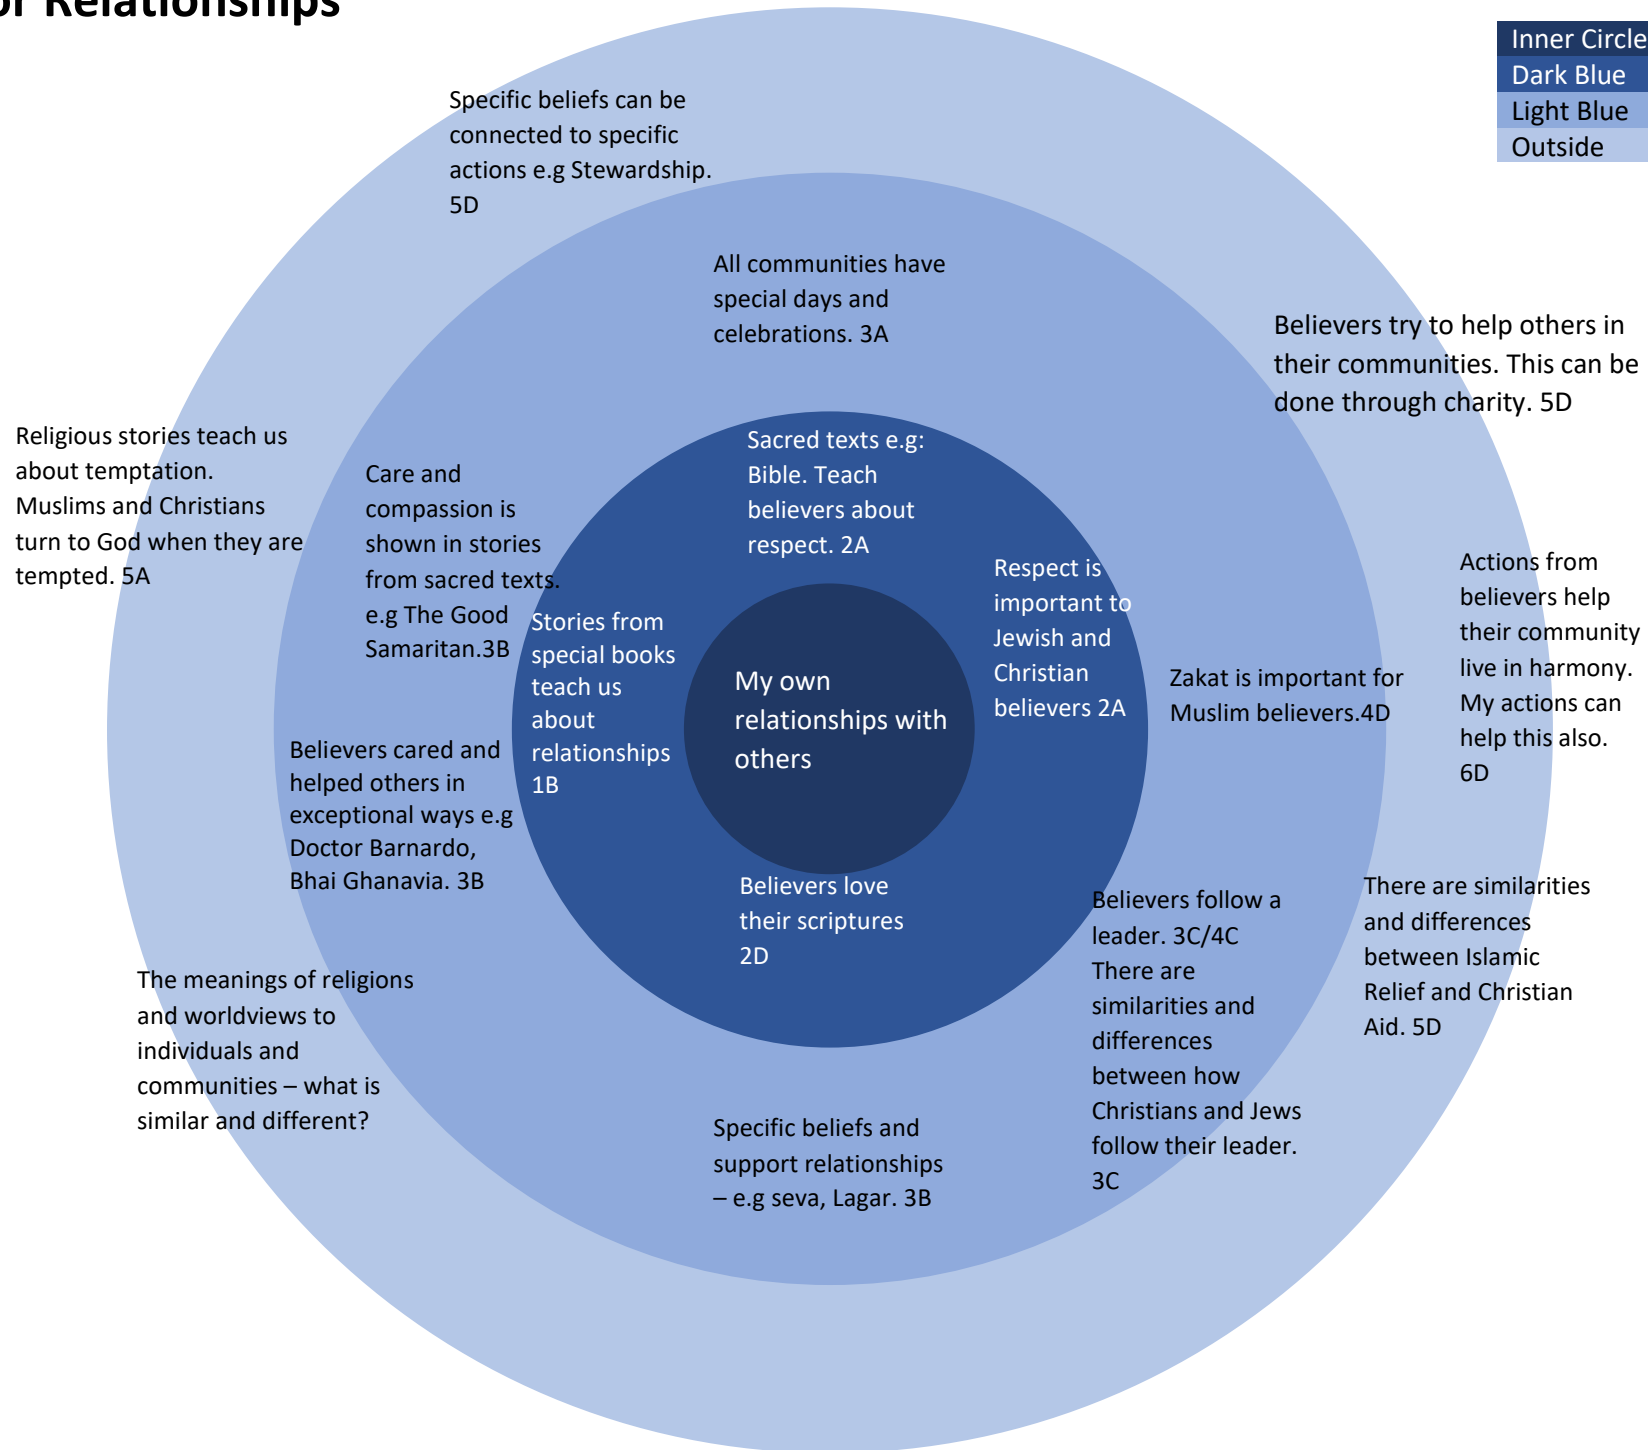 or Relationships
Inner Circle
Dark Blue
Light Blue
Outside
Specific beliefs can be
connected to specific
actions e.g Stewardship.
5D
All communities have
special days and
celebrations. 3A
Believers try to help others in
their communities. This can be
done through charity. 5D
Religious stories teach us
about temptation.
Muslims and Christians
turn to God when they are
tempted. 5A
Care and
compassion is
shown in stories
from sacred texts.
e.g The Good
Samaritan.3B
Sacred texts e.g:
Bible. Teach
believers about
respect. 2A
Respect is
important to
Jewish and
Christian
believers 2A
Actions from
believers help
their community
live in harmony.
My actions can
help this also.
6D
Stories from
special books
teach us
about
relationships
1B
My own
relationships with
others
Zakat is important for
Muslim believers.4D
Believers cared and
helped others in
exceptional ways e.g
Doctor Barnardo,
Bhai Ghanavia. 3B
Believers love
their scriptures
2D
Believers follow a
leader. 3C/4C
There are
similarities and
differences
between how
Christians and Jews
follow their leader.
3C
There are similarities
and differences
between Islamic
Relief and Christian
Aid. 5D
The meanings of religions
and worldviews to
individuals and
communities – what is
similar and different?
Specific beliefs and
support relationships
– e.g seva, Lagar. 3B